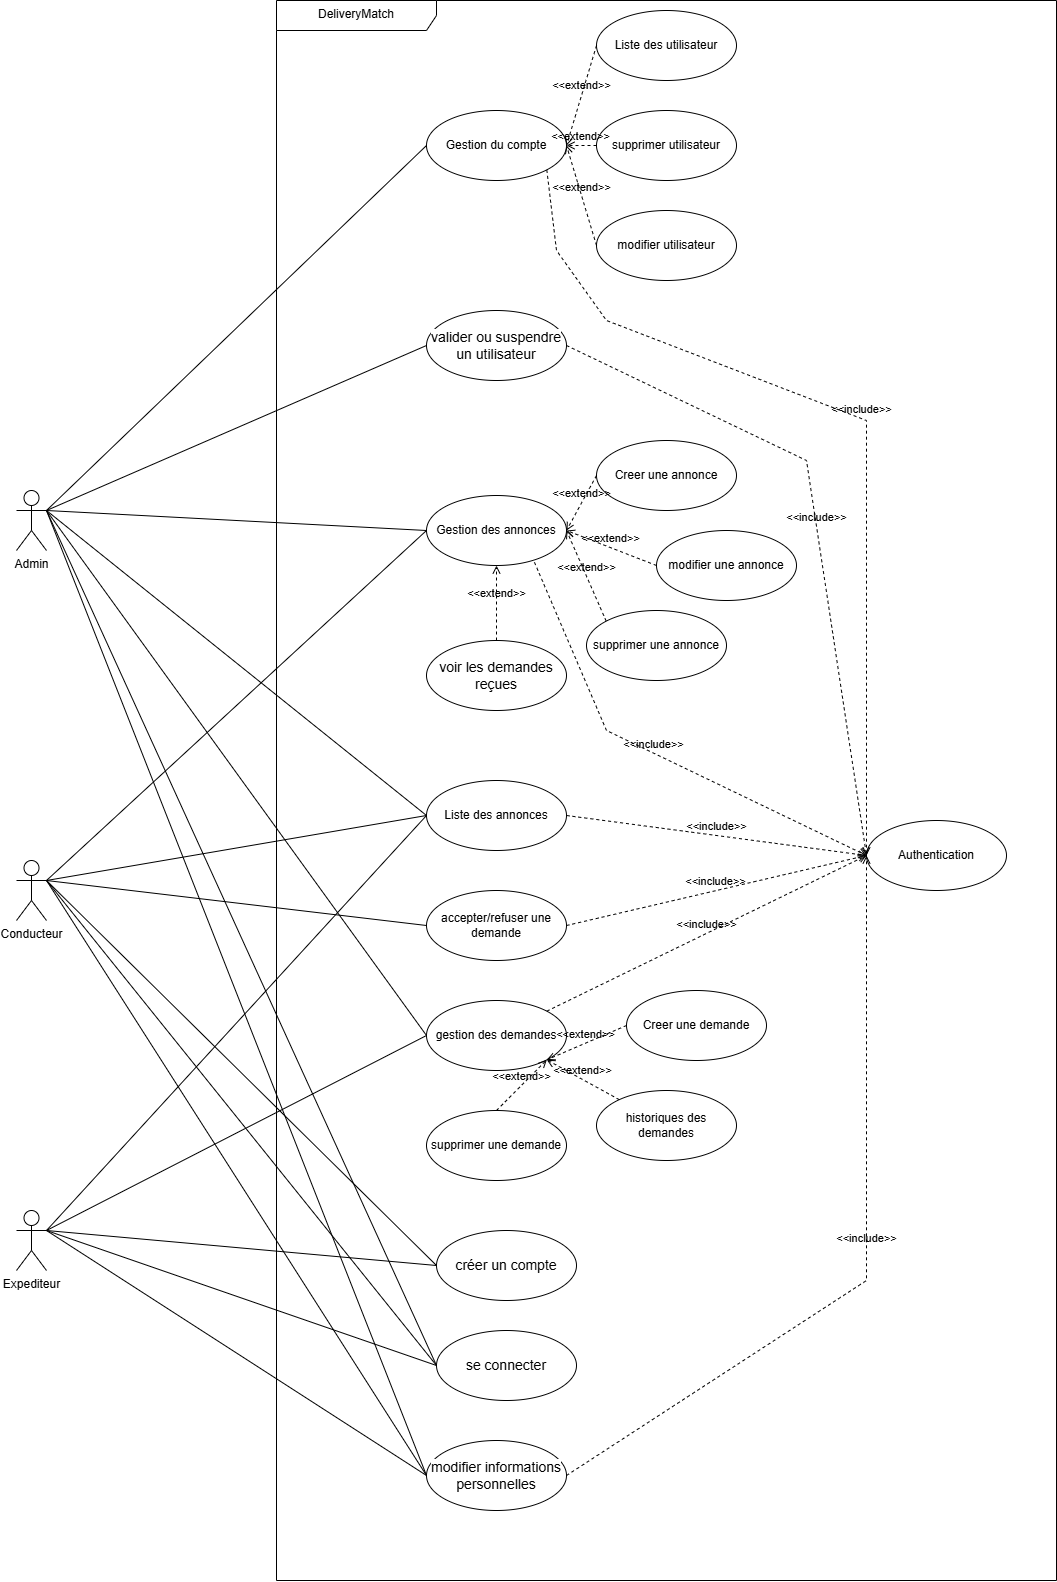 DeliveryMatch
Liste des utilisateur
<<extend>>
Gestion du compte
<<extend>>
supprimer utilisateur
<<extend>>
modifier utilisateur
valider ou suspendre
un utilisateur
<<include>>
Creer une annonce
<<extend>>
<<include>>
Gestion des annonces
<<extend>>
modifier une annonce
Admin
<<extend>>
<<extend>>
supprimer une annonce
voir les demandes
reçues
<<include>>
Liste des annonces
<<include>>
Authentication
<<include>>
accepter/refuser une
demande
<<include>>
Conducteur
gestion des demandes
<<extend>>
Creer une demande
<<extend>>
<<extend>>
historiques des
demandes
supprimer une demande
<<include>>
créer un compte
Expediteur
se connecter
modifier informations
personnelles